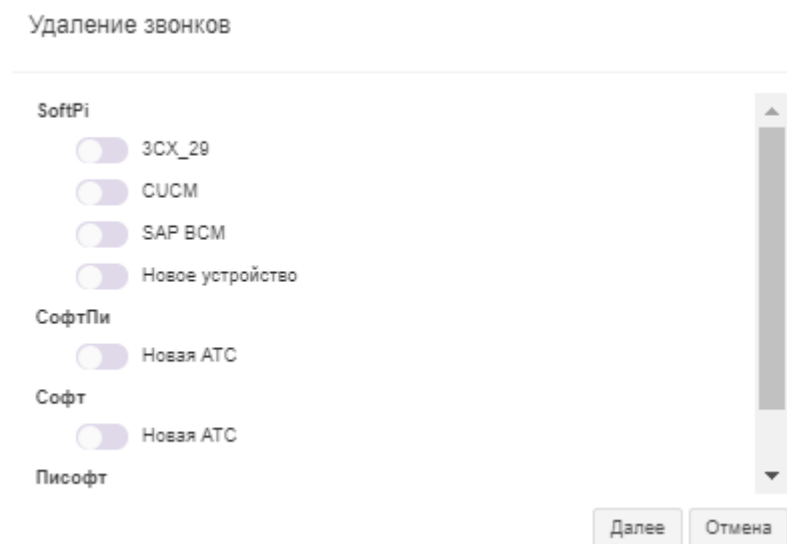 Удаление звонков
SoftPi
3CX_29
CUCM
SAP BCM
Новое устройство
СофтПи
Новая АТС
Софт
Новая АТС
Писофт
Далее Отмена